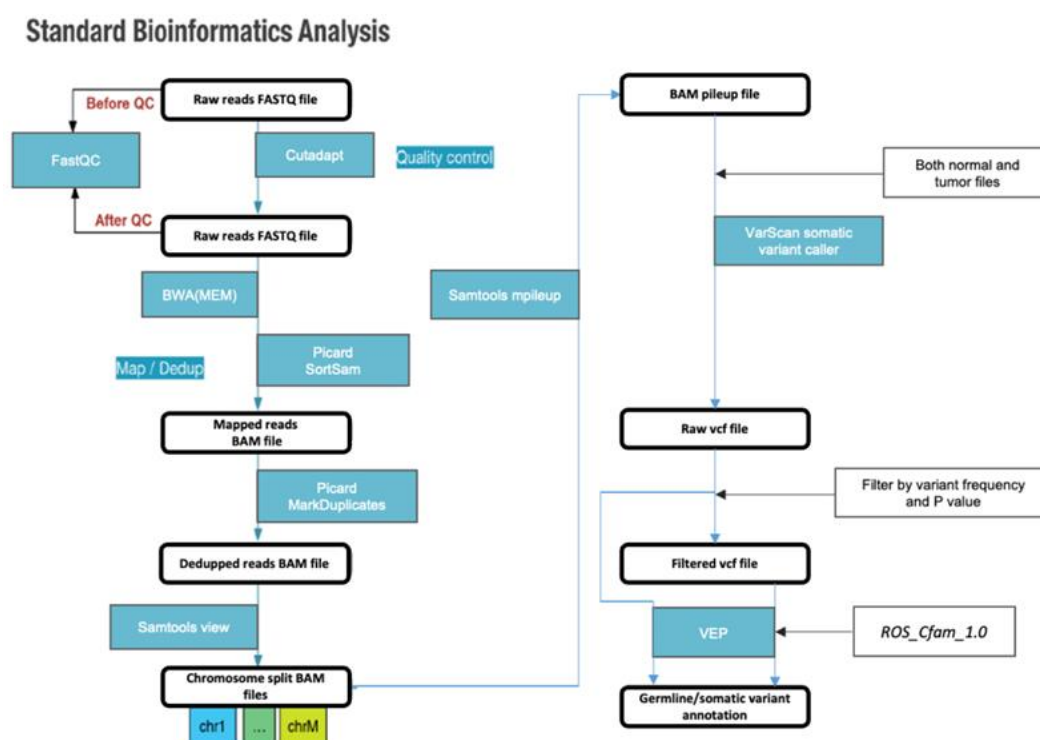 Standard Bioinformatics Analysis
Raw reads FASTQ file
Before QC
FastQC
Cutadapt
Quality control
After QC
Raw reads FASTQ file
BWA(MEM)
Map / Dedup
Picard
SortSam
Mapped reads
BAM file
Picard
MarkDuplicates
Dedupped reads BAM file
Samtools view
Chromosome split BAM
files
chr1
...
chrM
Samtools mpileup
BAM pileup file
Both normal and
tumor files
VarScan somatic
variant caller
Raw vcf file
Filter by variant frequency
and P value
Filtered vcf file
VEP
ROS_Cfam_1.0
Germline/somatic variant
annotation